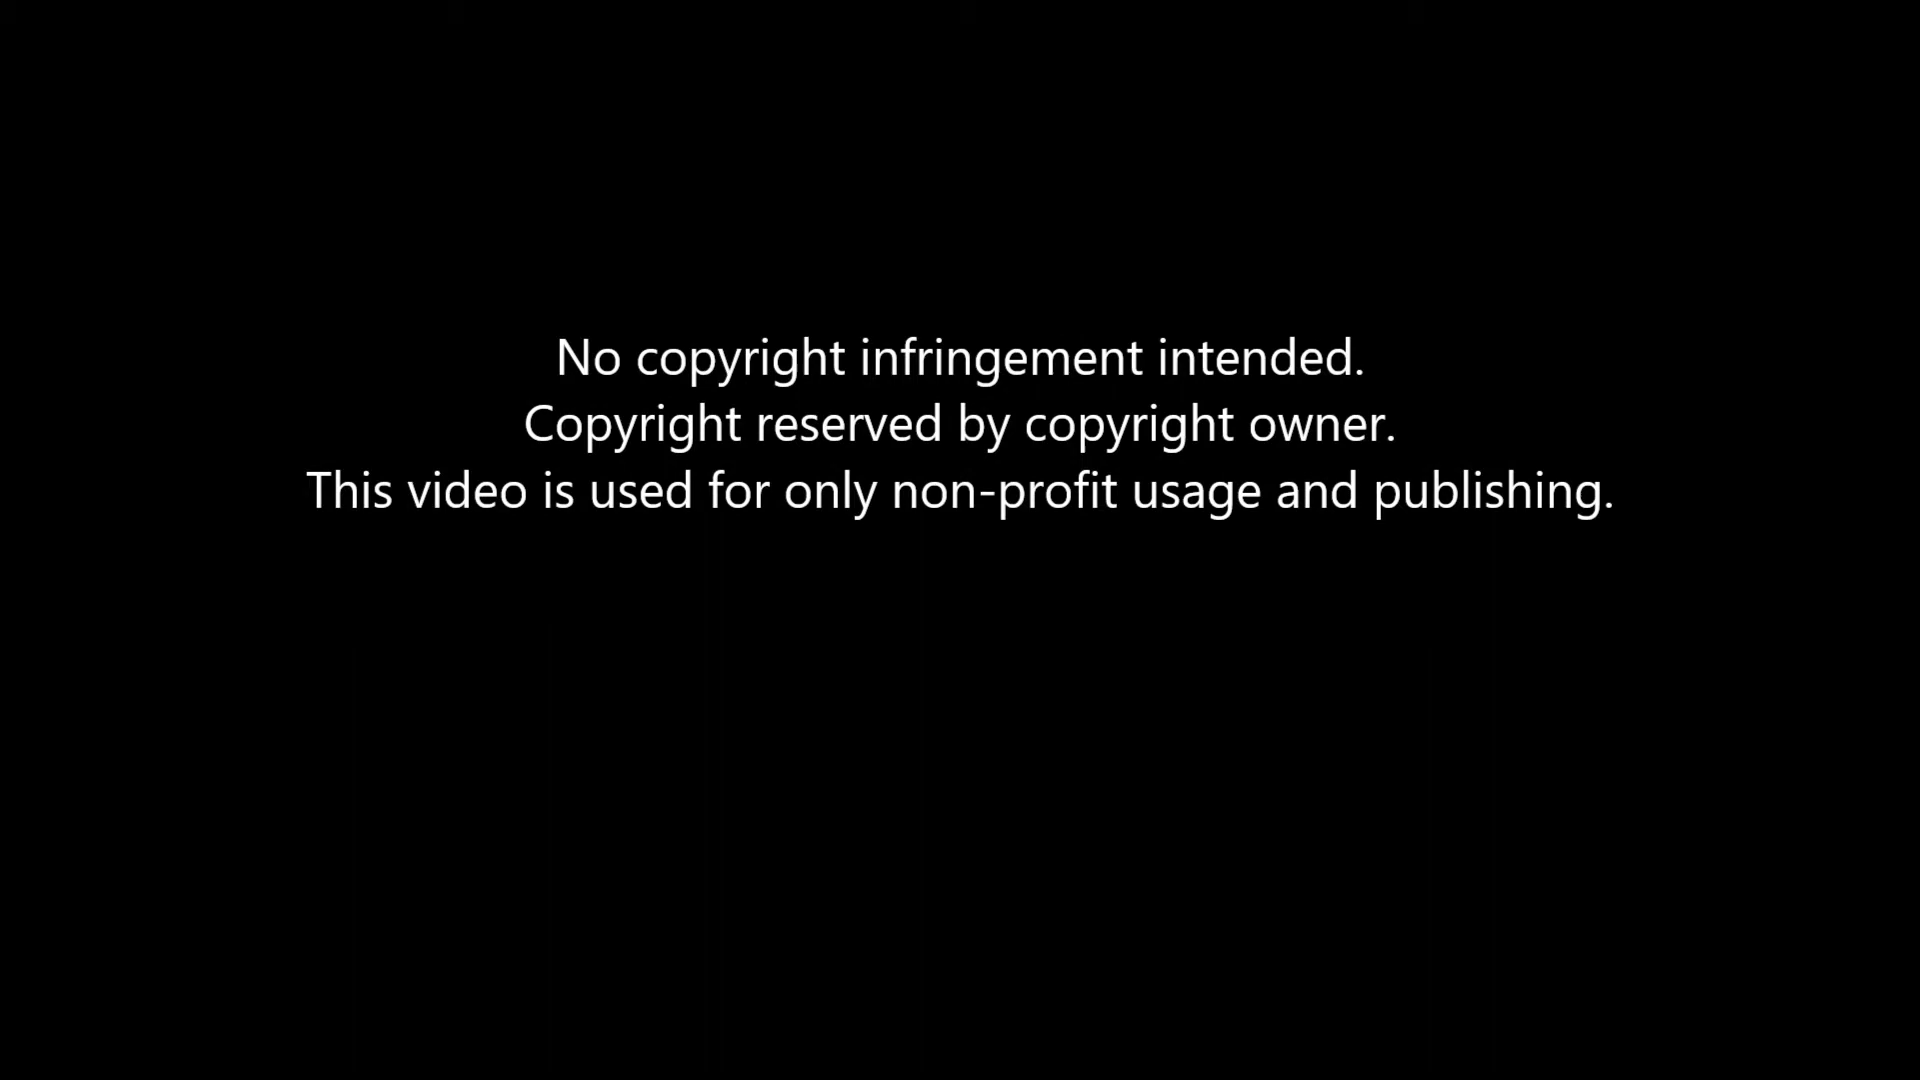 No copyright infringement intended.
Copyright reserved by copyright owner.
This video is used for only non-profit usage and publishing.